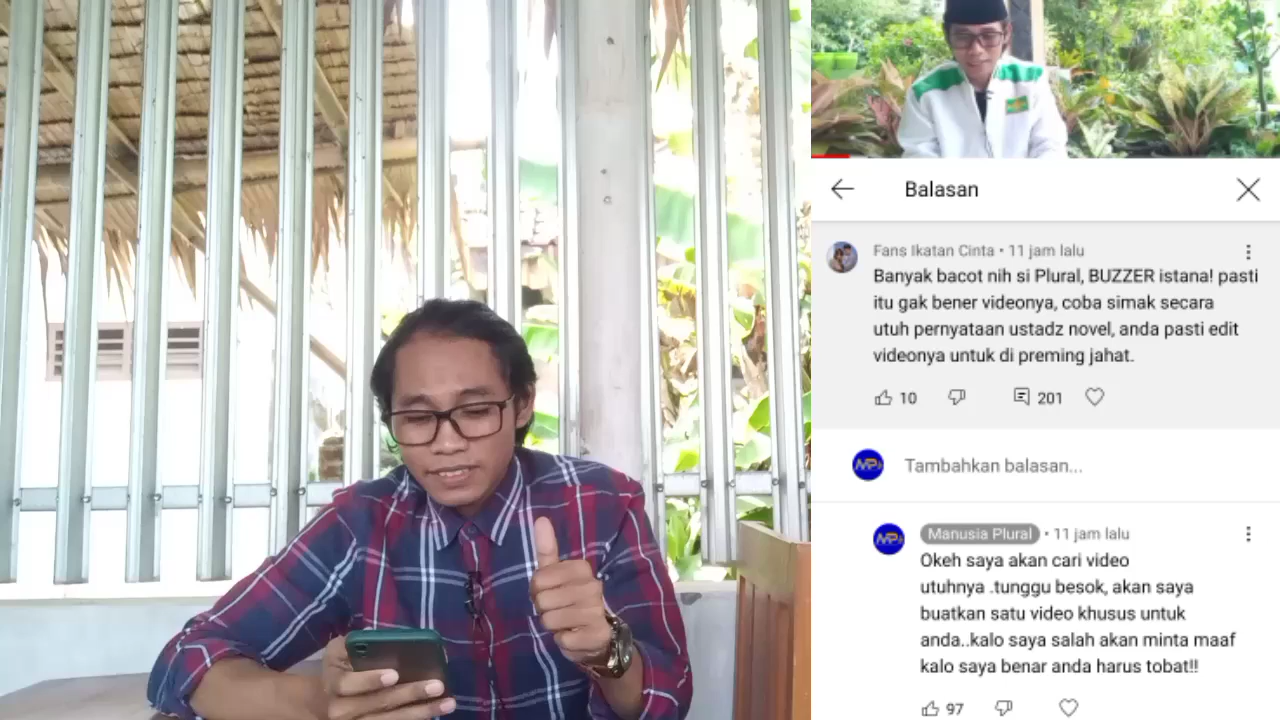 Balasan
Fans Ikatan Cinta • 11 jam lalu
Banyak bacot nih si Plural, BUZZER istana! pasti
itu gak bener videonya, coba simak secara
utuh pernyataan ustadz novel, anda pasti edit
videonya untuk di preming jahat.
10
201
MP+
Tambahkan balasan...
MP+
Manusia Plural • 11 jam lalu
Okeh saya akan cari video
utuhnya .tunggu besok, akan saya
buatkan satu video khusus untuk
anda..kalo saya salah akan minta maaf
kalo saya benar anda harus tobat!!
97